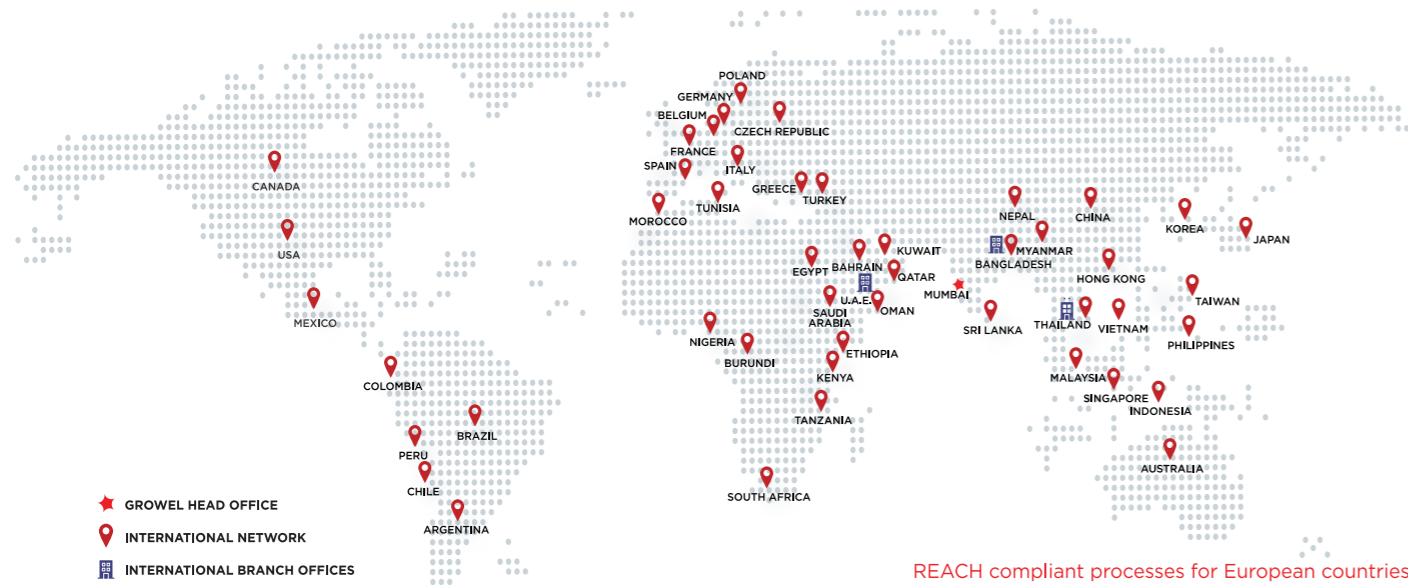 POLAND
GERMANY
BELGIUM
CZECH REPUBLIC
FRANCE
SPAIN
ITALY
GREECE
TURKEY
TUNISIA
MOROCCO
CANADA
USA
MEXICO
NEPAL
CHINA
KOREA
JAPAN
KUWAIT
EGYPT
BAHRAIN
QATAR
MYANMAR
BANGLADESH
HONG KONG
MUMBAI
U.A.E.
OMAN
SAUDI
ARABIA
TAIWAN
SRI LANKA
THAILAND
VIETNAM
PHILIPPINES
NIGERIA
BURUNDI
ETHIOPIA
KENYA
TANZANIA
MALAYSIA
SINGAPORE
INDONESIA
COLOMBIA
BRAZIL
PERU
CHILE
ARGENTINA
SOUTH AFRICA
AUSTRALIA
GROWEL HEAD OFFICE
INTERNATIONAL NETWORK
INTERNATIONAL BRANCH OFFICES
REACH compliant processes for European countries